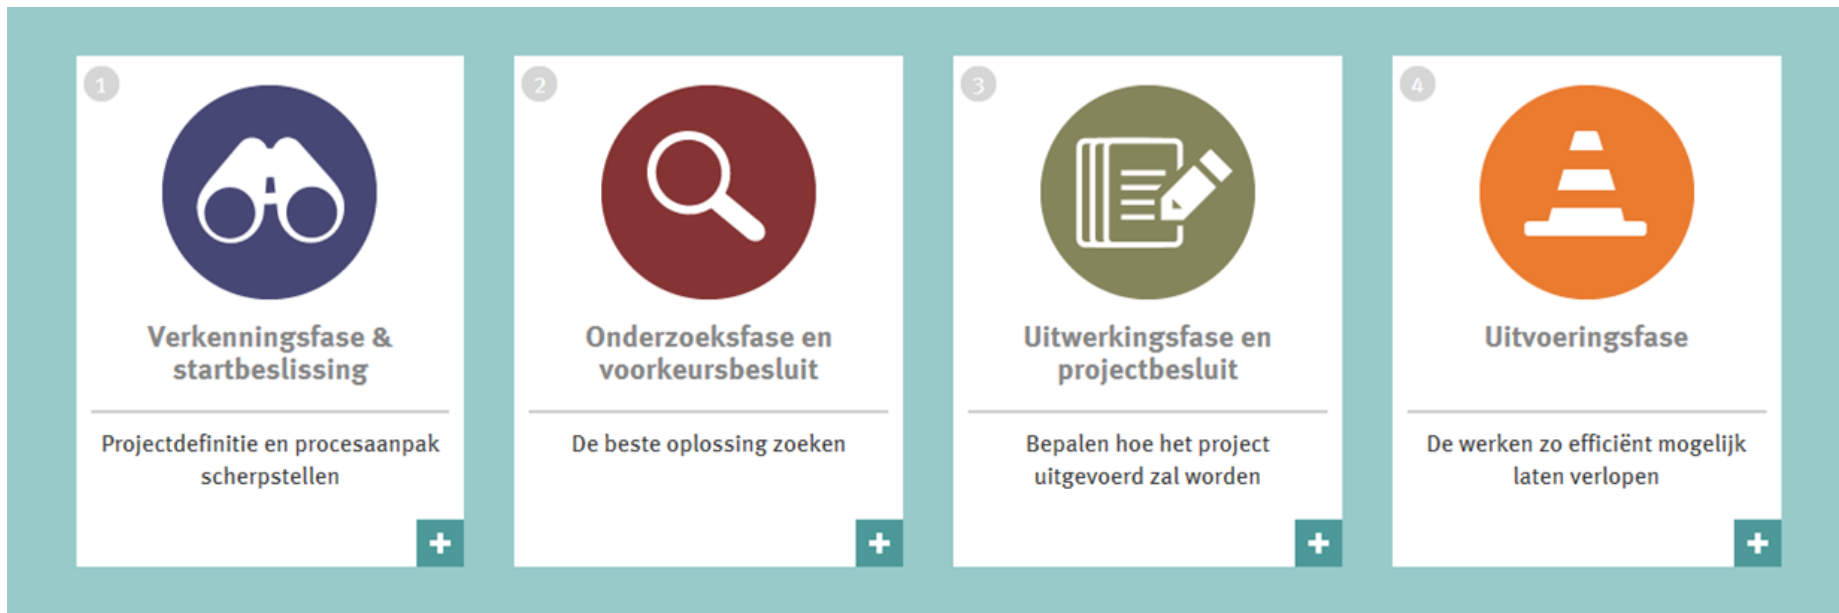 1
Verkenningsfase &
startbeslissing
Projectdefinitie en procesaanpak
scherpstellen
2
Onderzoeksfase en
voorkeursbesluit
De beste oplossing zoeken
3
Uitwerkingsfase en
projectbesluit
Bepalen hoe het project
uitgevoerd zal worden
4
Uitvoeringsfase
De werken zo efficiënt mogelijk
laten verlopen